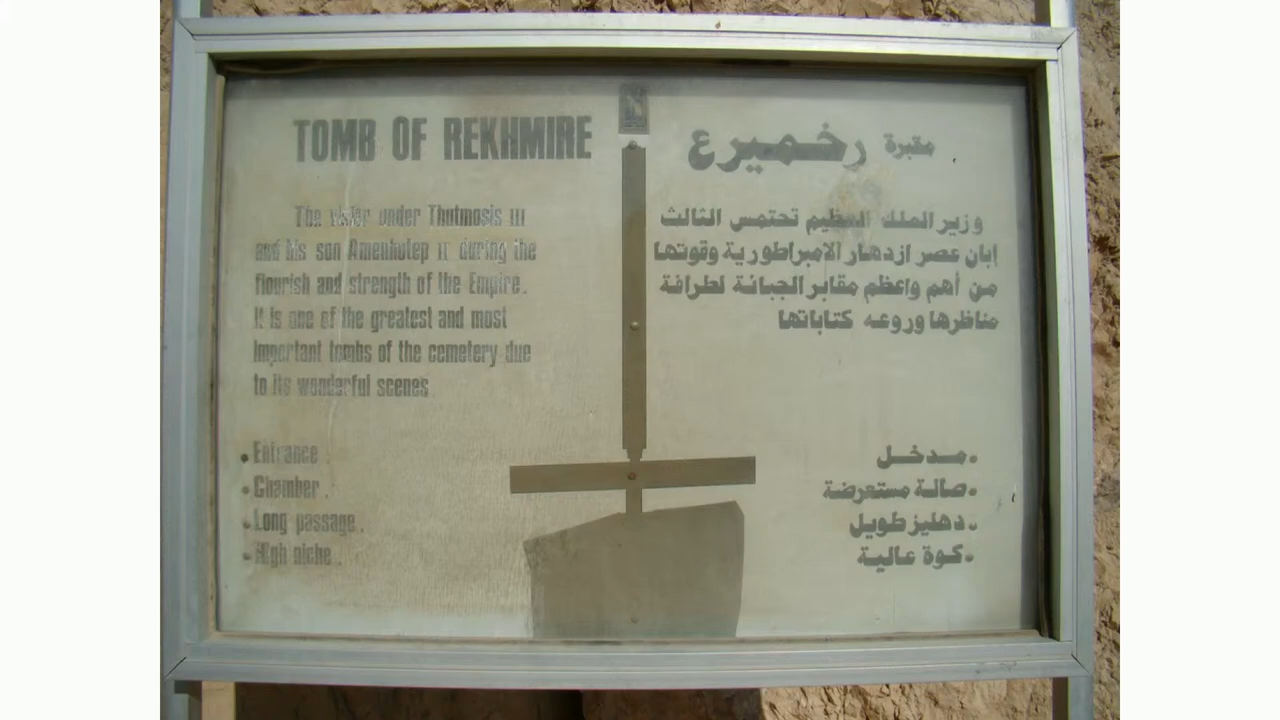 TOMB OF REKHMIRE
The vizier under Thutmosis III
and his son Amenhotep II during the
flourish and strength of the Empire.
It is one of the greatest and most
important tombs of the cemetery due
to its wonderful scenes
• Entrance .
• Chamber .
• Long passage .
• High niche .
مقبرة رخميرع
وزير الملك العظيم تحتمس الثالث
إبان عصر ازدهار الامبراطورية وقوتها
من أهم واعظم مقابر الجبانة لطرافة
مناظرها وروعه كتاباتها
• مدخل
• صالة مستعرضة
• دهليز طويل
• كوة عالية